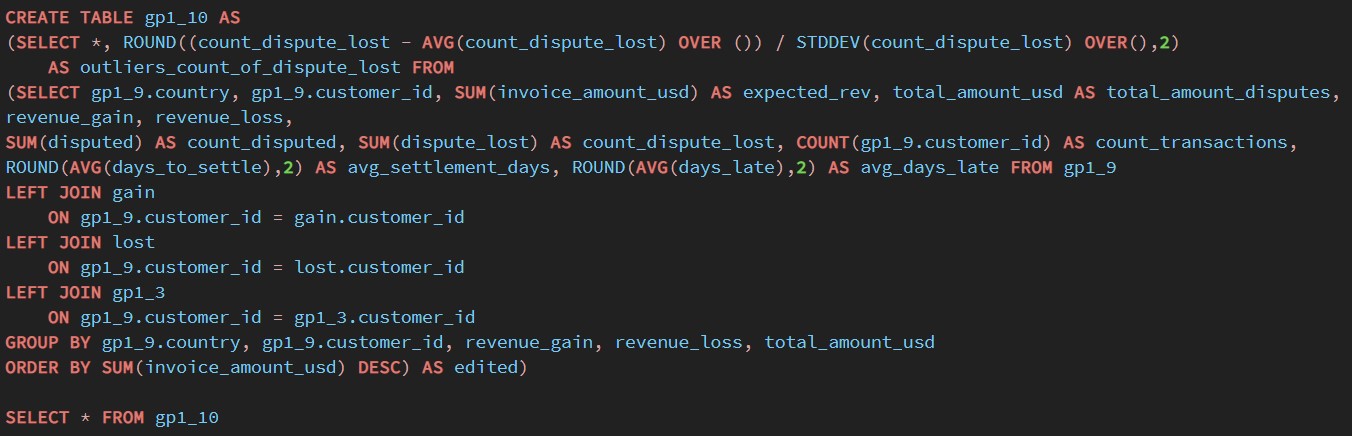 CREATE TABLE gp1_10 AS
(SELECT *, ROUND((count_dispute_lost - AVG(count_dispute_lost) OVER ()) / STDDEV(count_dispute_lost) OVER(),2)
    AS outliers_count_of_dispute_lost FROM
(SELECT gp1_9.country, gp1_9.customer_id, SUM(invoice_amount_usd) AS expected_rev, total_amount_usd AS total_amount_disputes,
revenue_gain, revenue_loss,
SUM(disputed) AS count_disputed, SUM(dispute_lost) AS count_dispute_lost, COUNT(gp1_9.customer_id) AS count_transactions,
ROUND(AVG(days_to_settle),2) AS avg_settlement_days, ROUND(AVG(days_late),2) AS avg_days_late FROM gp1_9
LEFT JOIN gain
    ON gp1_9.customer_id = gain.customer_id
LEFT JOIN lost
    ON gp1_9.customer_id = lost.customer_id
LEFT JOIN gp1_3
    ON gp1_9.customer_id = gp1_3.customer_id
GROUP BY gp1_9.country, gp1_9.customer_id, revenue_gain, revenue_loss, total_amount_usd
ORDER BY SUM(invoice_amount_usd) DESC) AS edited)

SELECT * FROM gp1_10